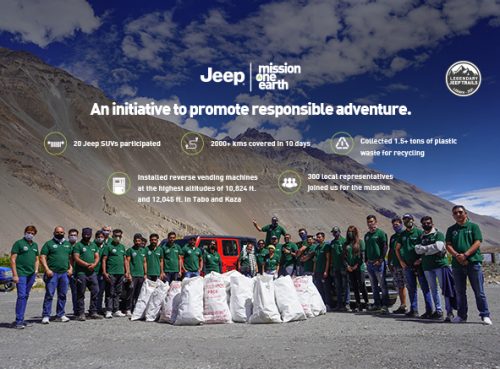 Jeep
mission
one
earth
LEGENDARY
JEEP TRAILS
An initiative to promote responsible adventure.
20 Jeep SUVs participated
2000+ kms covered in 10 days
Collected 1.5+ tons of plastic
waste for recycling
Installed reverse vending machines
at the highest altitudes of 10,824 ft.
and 12,045 ft. in Tabo and Kaza
300 local representatives
joined us for the mission